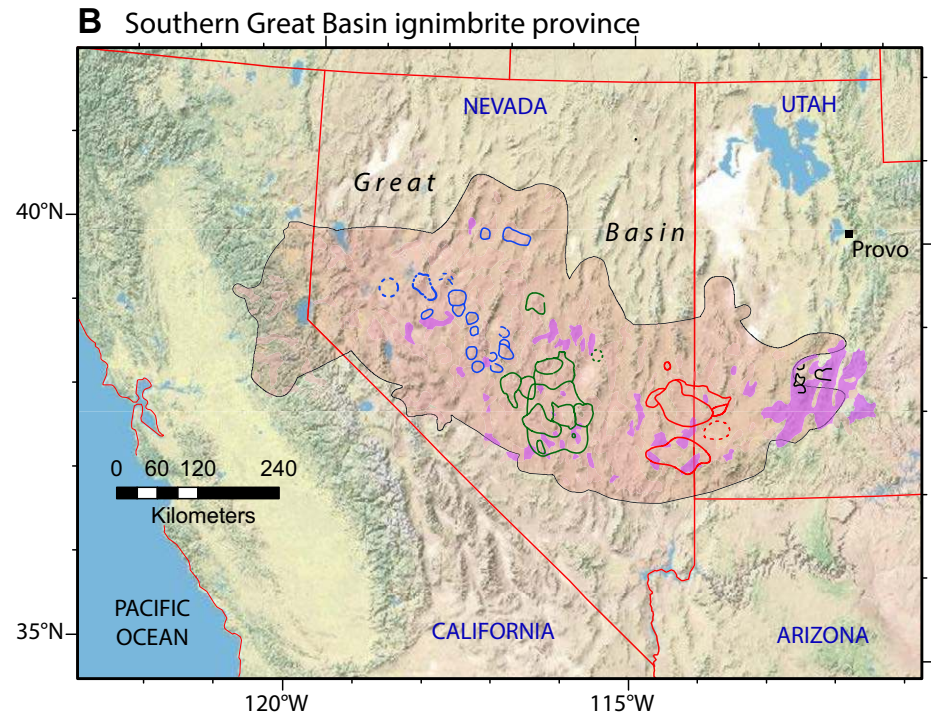 B Southern Great Basin ignimbrite province
NEVADA
UTAH
Great
40°N
Basin
Provo
0 60 120 240
Kilometers
PACIFIC
OCEAN
35°N
CALIFORNIA
ARIZONA
120°W
115°W